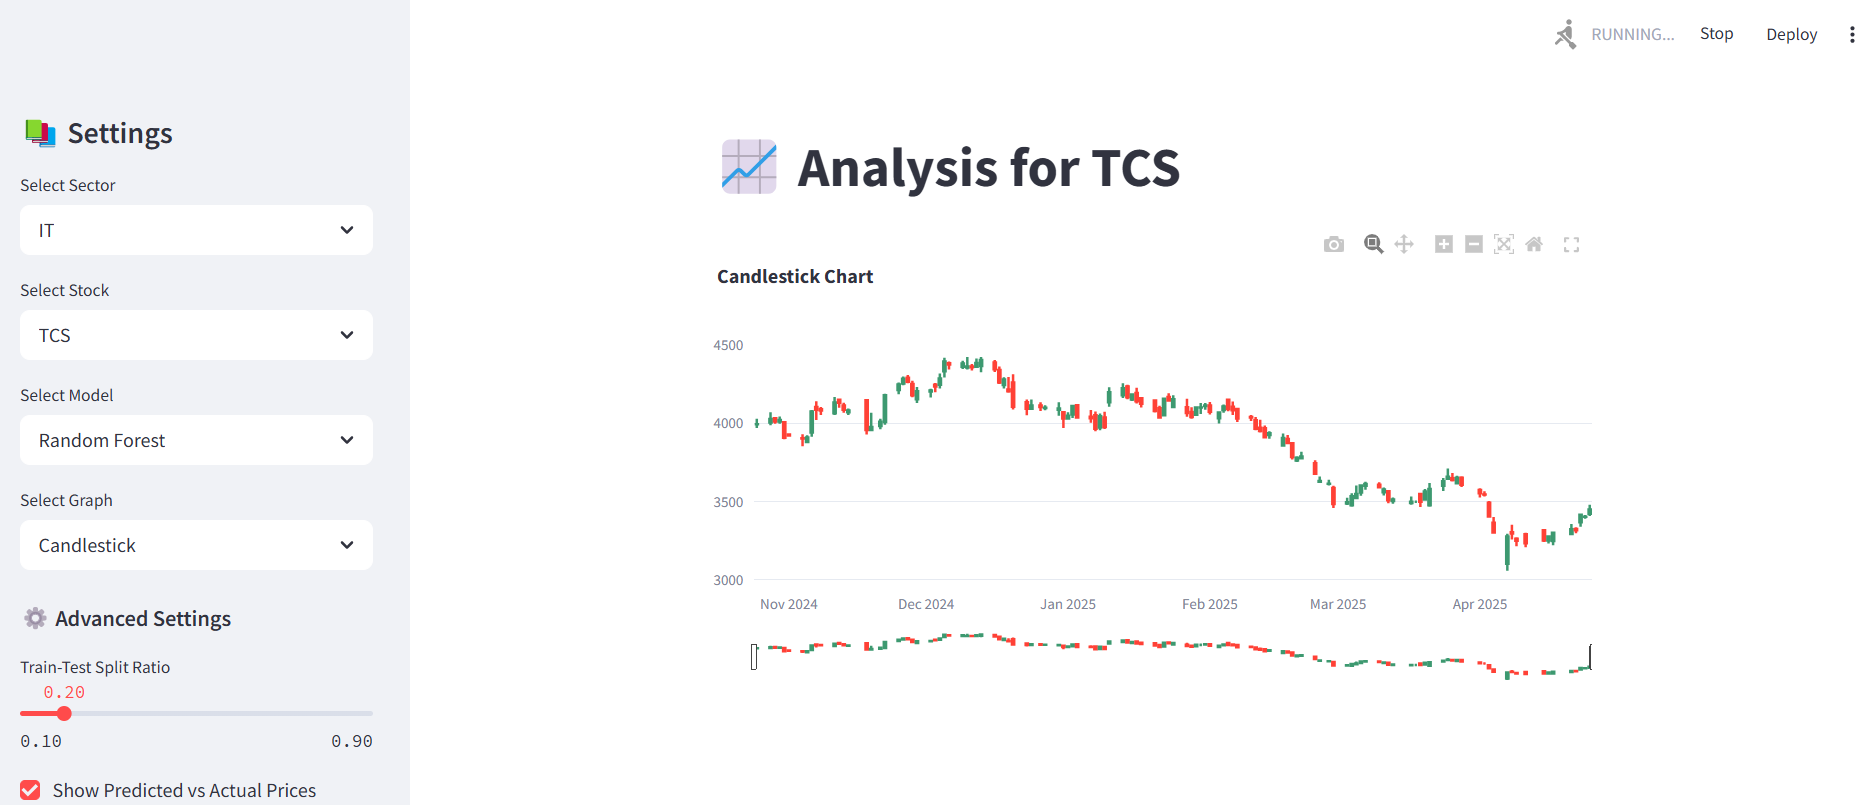 RUNNING...
Stop
Deploy
Settings
Select Sector
IT
Select Stock
TCS
Select Model
Random Forest
Select Graph
Candlestick
Advanced Settings
Train-Test Split Ratio
0.20
0.10
0.90
Show Predicted vs Actual Prices
Analysis for TCS
Candlestick Chart
4500
4000
3500
3000
Nov 2024
Dec 2024
Jan 2025
Feb 2025
Mar 2025
Apr 2025